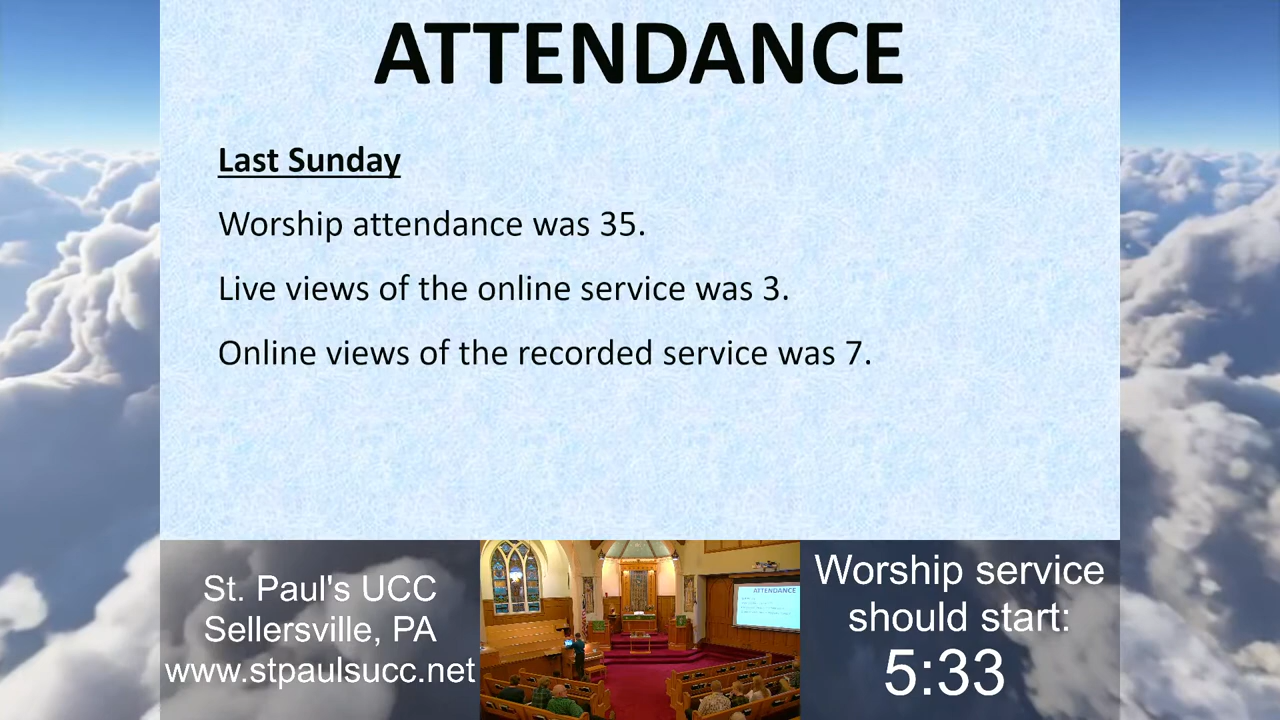 ATTENDANCE
Last Sunday
Worship attendance was 35.
Live views of the online service was 3.
Online views of the recorded service was 7.
St. Paul's UCC
Sellersville, PA
www.stpaulsucc.net
ATTENDANCE
Worship service
should start:
5:33